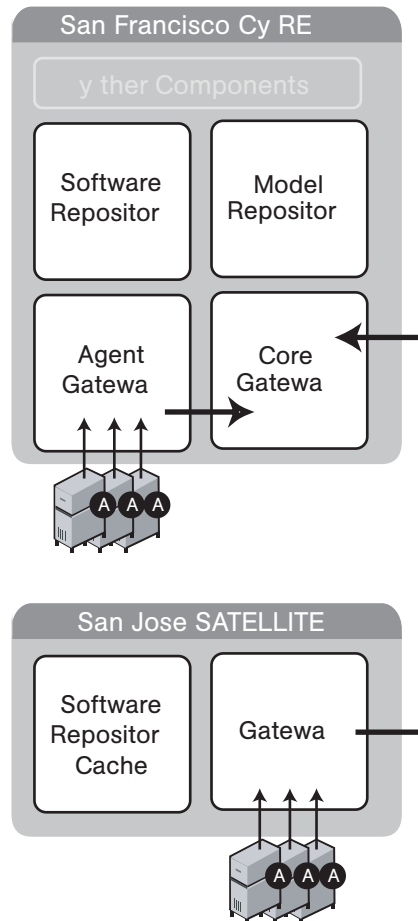 San Francisco Cy RE
y ther Components
Software
Repositor
Model
Repositor
Agent
Gatewa
Core
Gatewa
A A A
San Jose SATELLITE
Software
Repositor
Cache
Gatewa
A A A